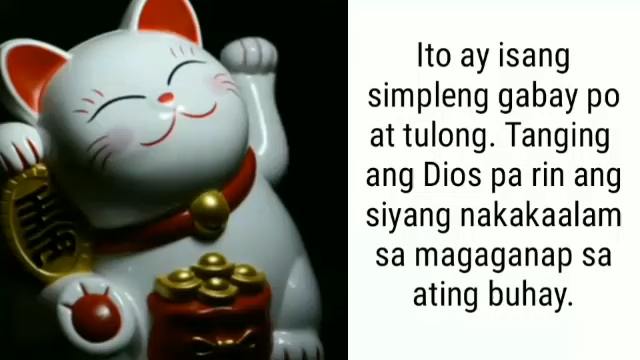 Ito ay isang
simpleng gabay po
at tulong. Tanging
ang Dios pa rin ang
siyang nakakaalam
sa magaganap sa
ating buhay.